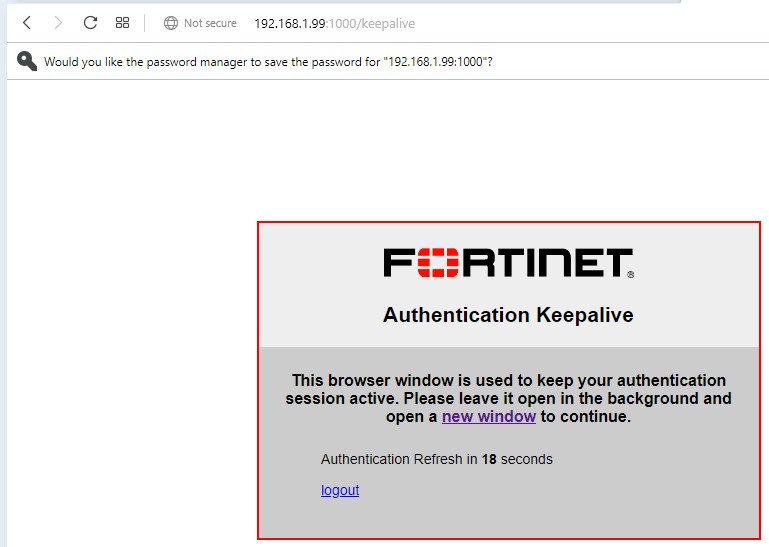 Not secure 192.168.1.99:1000/keepalive
Would you like the password manager to save the password for "192.168.1.99:1000"?
FORTINET®
Authentication Keepalive
This browser window is used to keep your authentication
session active. Please leave it open in the background and
open a new window to continue.
Authentication Refresh in 18 seconds
logout